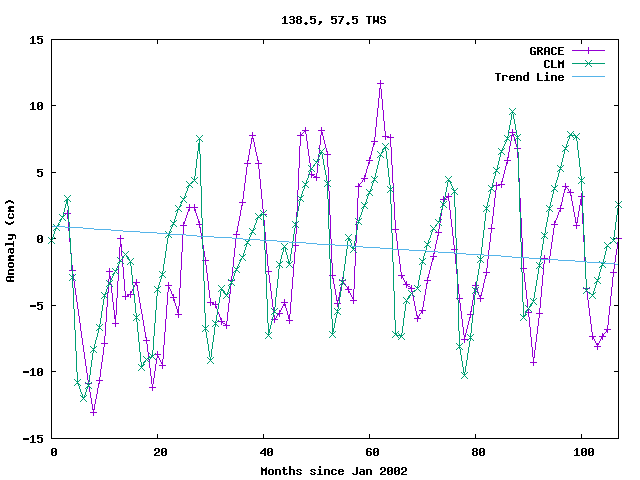 138.5, 57.5 TWS
GRACE
CLM
Trend Line
Anomaly (cm)
15
10
5
0
-5
-10
-15
0 20 40 60 80 100
Months since Jan 2002